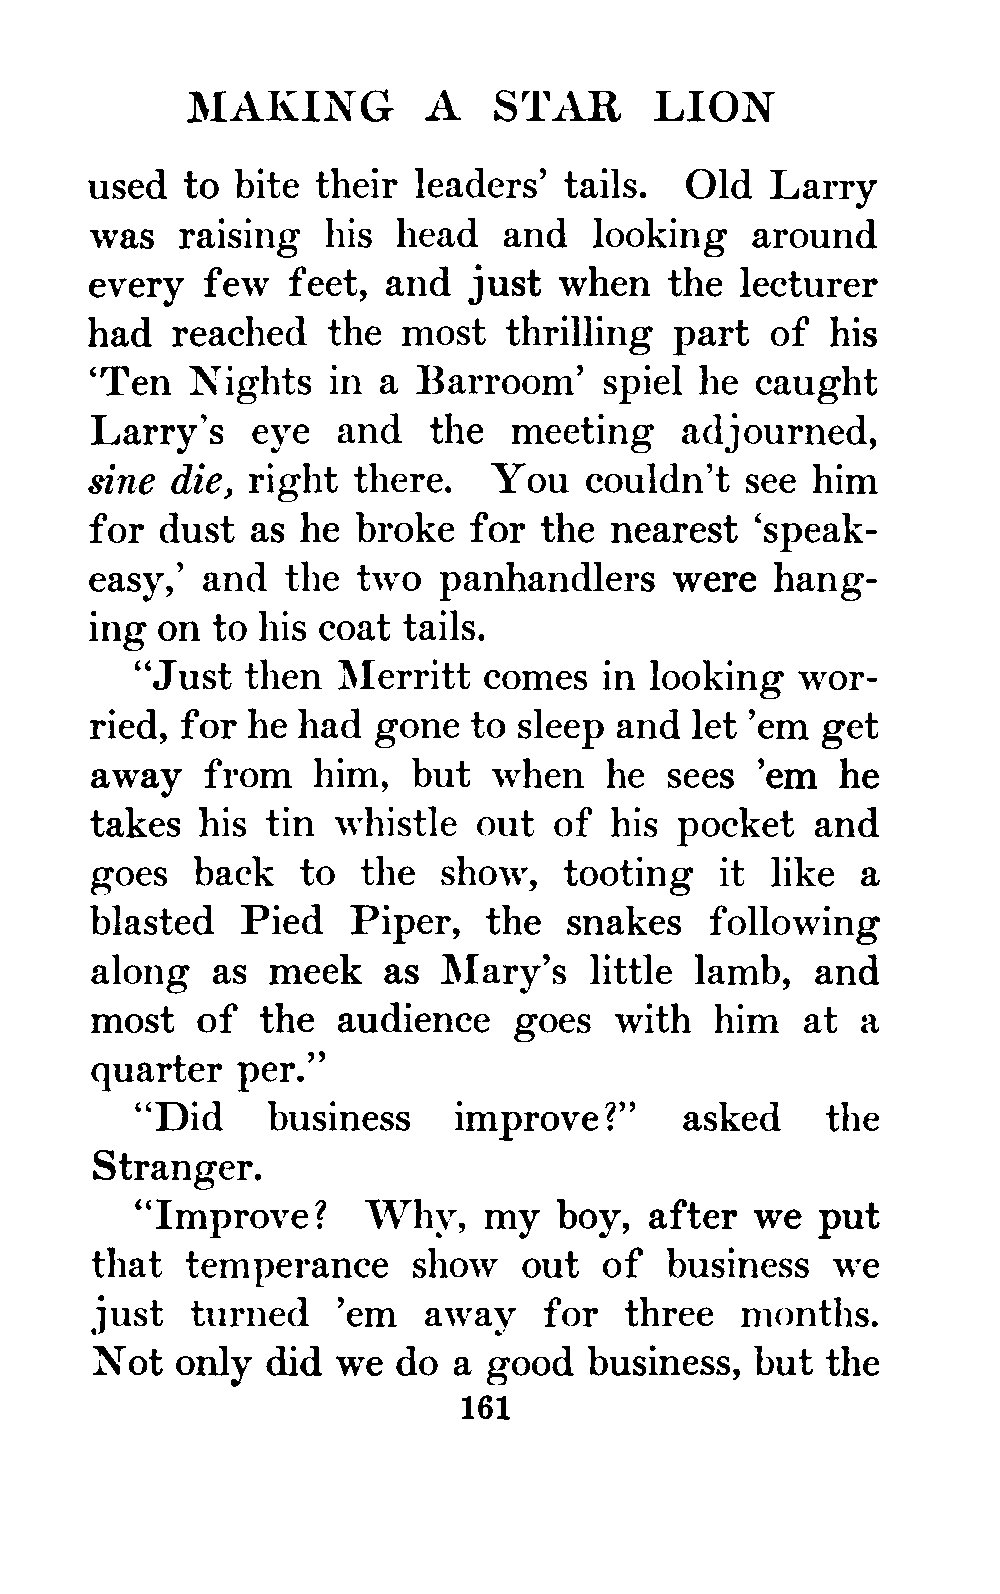 MAKING A STAR LION
used to bite their leaders’ tails. Old Larry
was raising his head and looking around
every few feet, and just when the lecturer
had reached the most thrilling part of his
‘Ten Nights in a Barroom’ spiel he caught
Larry’s eye and the meeting adjourned,
sine die, right there. You couldn’t see him
for dust as he broke for the nearest ‘speak-
easy,’ and the two panhandlers were hang-
ing on to his coat tails.
“Just then Merritt comes in looking wor-
ried, for he had gone to sleep and let ’em get
away from him, but when he sees ’em he
takes his tin whistle out of his pocket and
goes back to the show, tooting it like a
blasted Pied Piper, the snakes following
along as meek as Mary’s little lamb, and
most of the audience goes with him at a
quarter per.”
“Did business improve?” asked the
Stranger.
“Improve? Why, my boy, after we put
that temperance show out of business we
just turned ’em away for three months.
Not only did we do a good business, but the
161